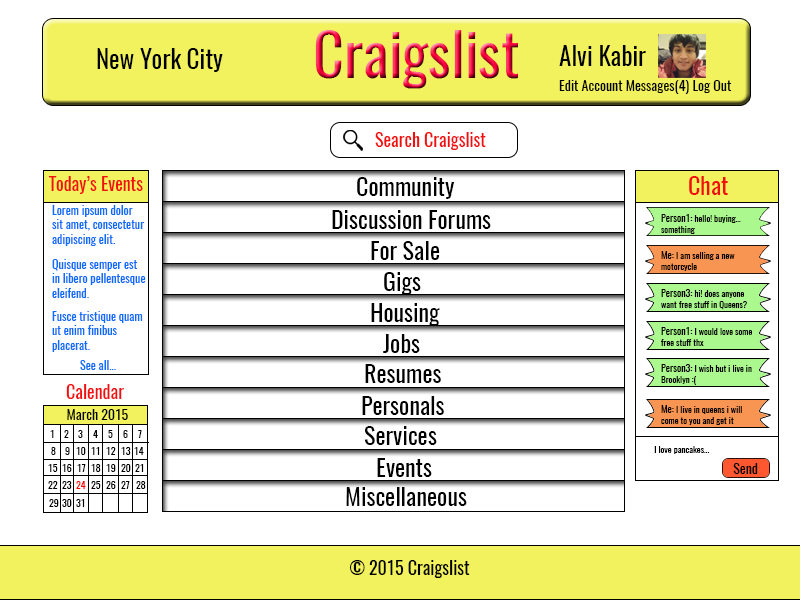 New York City
Craigslist
Alvi Kabir
Edit Account Messages(4) Log Out
Search Craigslist
Today's Events
Lorem ipsum dolor
sit amet, consectetur
adipiscing elit.
Quisque semper est
in libero pellentesque
eleifend.
Fusce tristique quam
ut enim finibus
placerat.
See all...
Calendar
March 2015
1 2 3 4 5 6 7
8 9 10 11 12 13 14
15 16 17 18 19 20 21
22 23 24 25 26 27 28
29 30 31
Community
Discussion Forums
For Sale
Gigs
Housing
Jobs
Resumes
Personals
Services
Events
Miscellaneous
Chat
Person1: hello! buying...
something
Me: I am selling a new
motorcycle
Person3: hi! does anyone
want free stuff in Queens?
Person1: I would love some
free stuff thx
Person3: I wish but i live in
Brooklyn :(
Me: I live in queens i will
come to you and get it
I love pancakes...
Send
© 2015 Craigslist